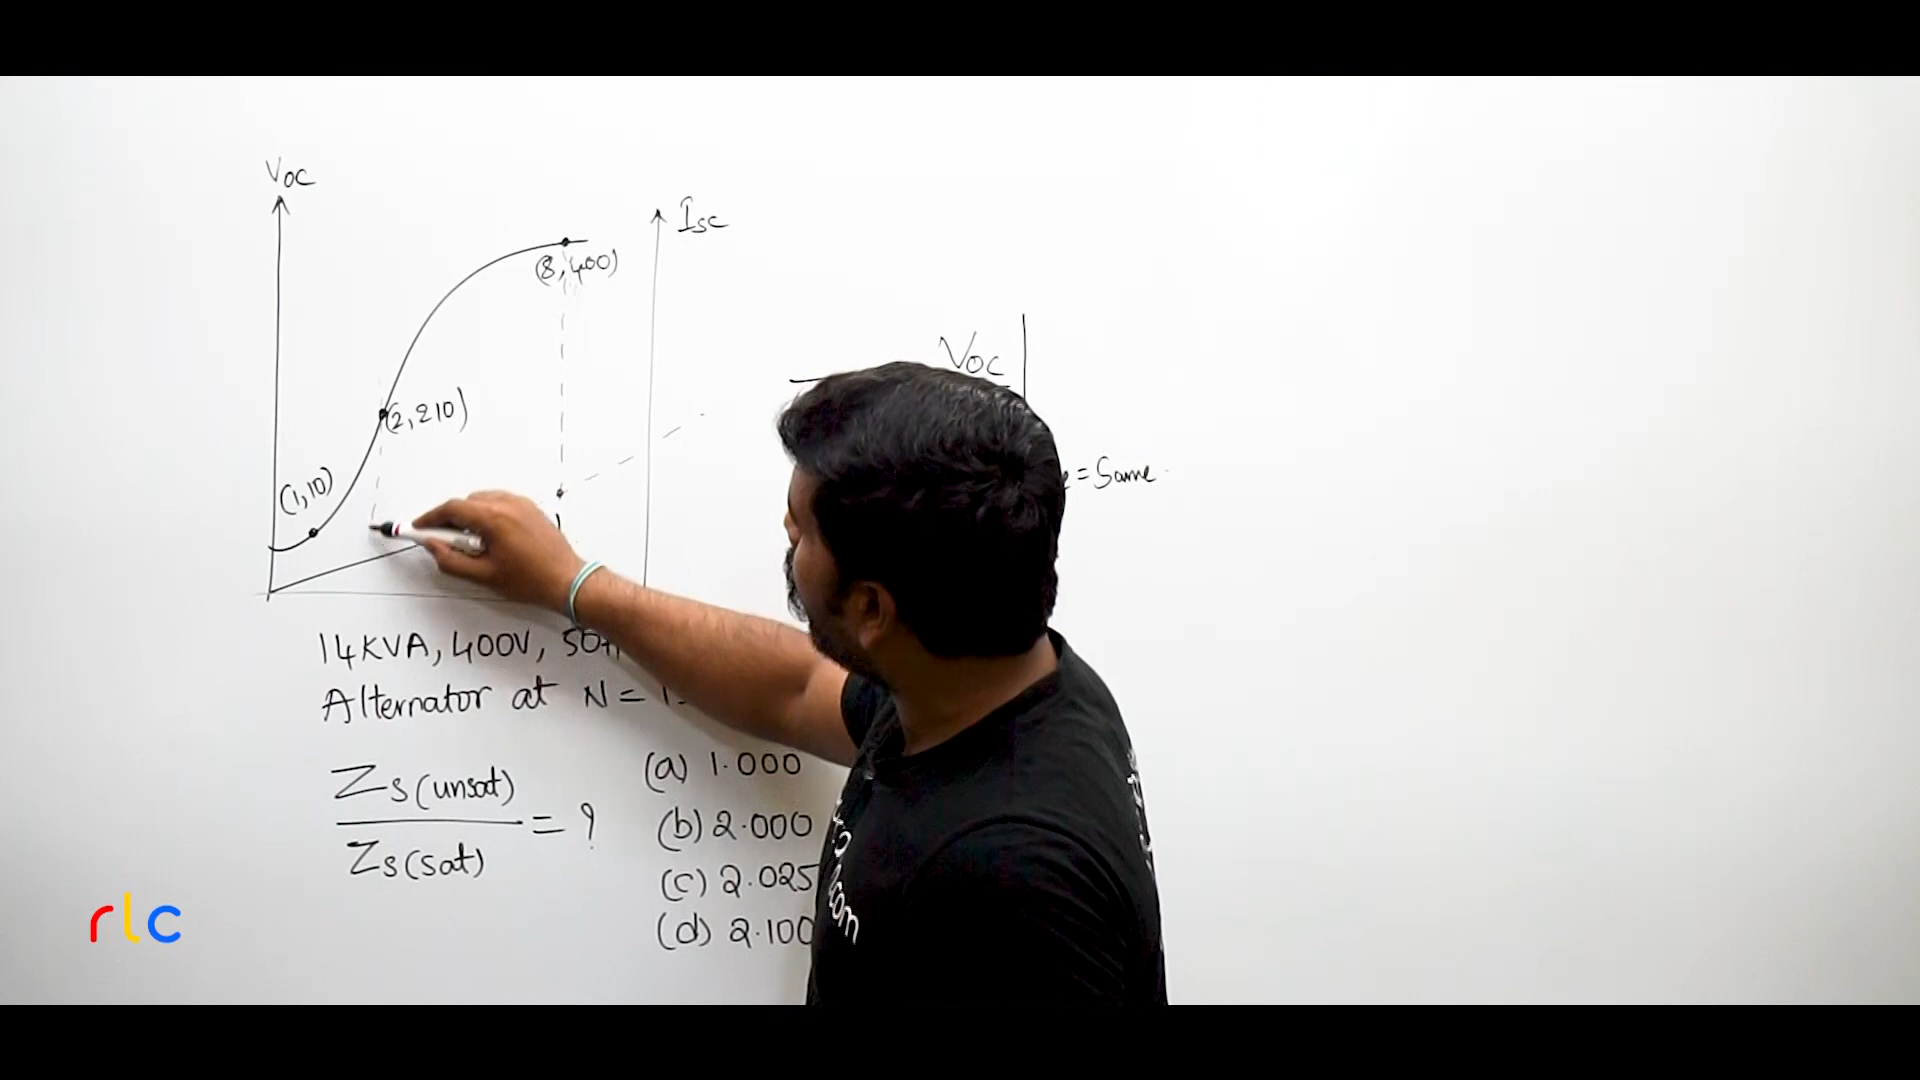 Voc
Isc
(8, 400)
Voc
(2, 210)
(1, 10)
= Same
14KVA, 400V,
Alternator at N =
Zs(unsat)
Zs(sat)
= ?
(a) 1.000
(b) 2.000
(c) 2.025
(d) 2.100
rlc